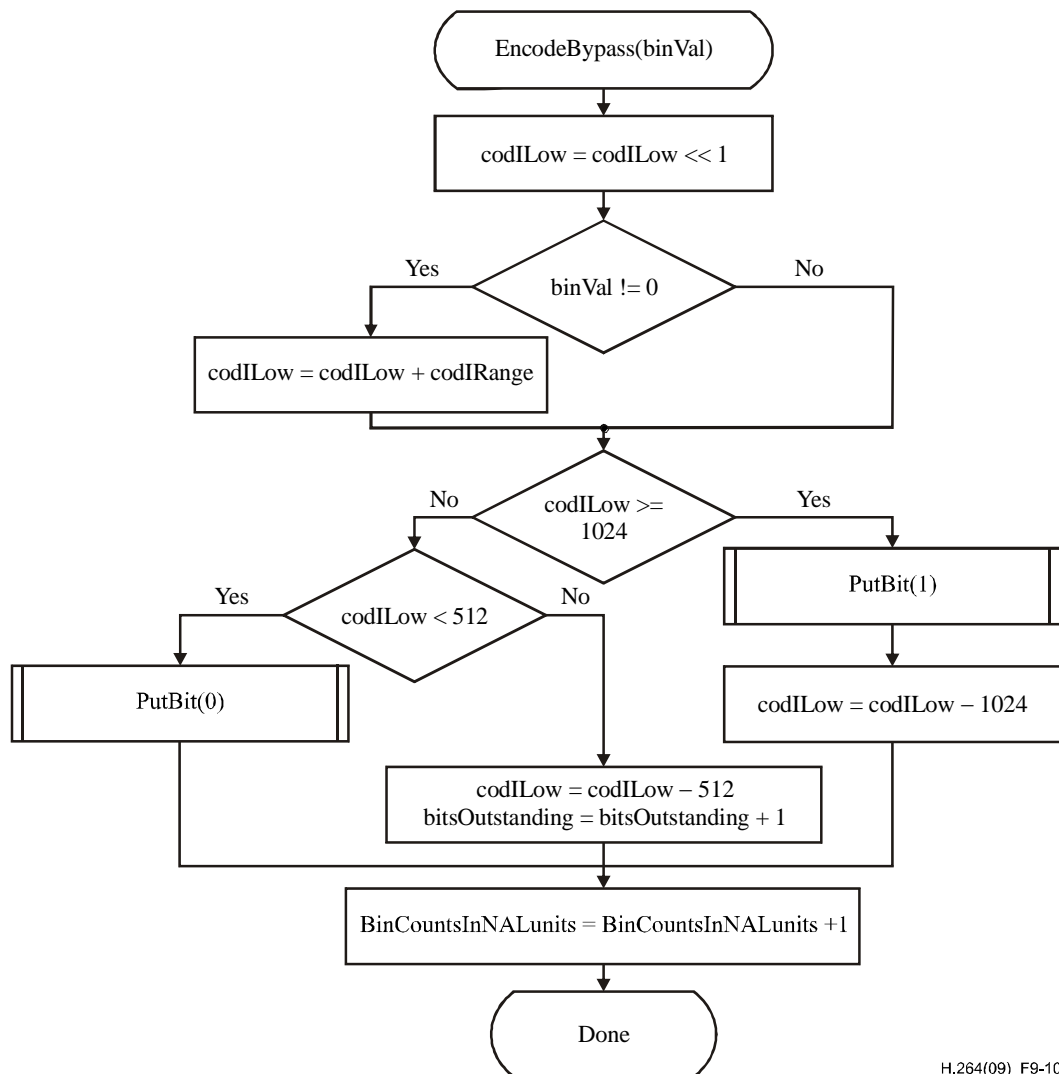 EncodeBypass(binVal)
codILow = codILow << 1
Yes
No
binVal != 0
codILow = codILow + codIRange
No
codILow >=
1024
Yes
PutBit(1)
Yes
codILow < 512
No
PutBit(0)
codILow = codILow – 1024
codILow = codILow – 512
bitsOutstanding = bitsOutstanding + 1
BinCountsInNALunits = BinCountsInNALunits +1
Done
H.264(09)_F9-10